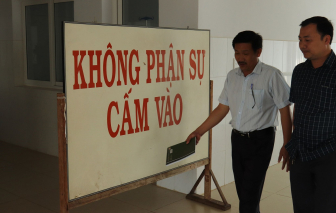 KHÔNG PHẬN SỰ
CẤM VÀO